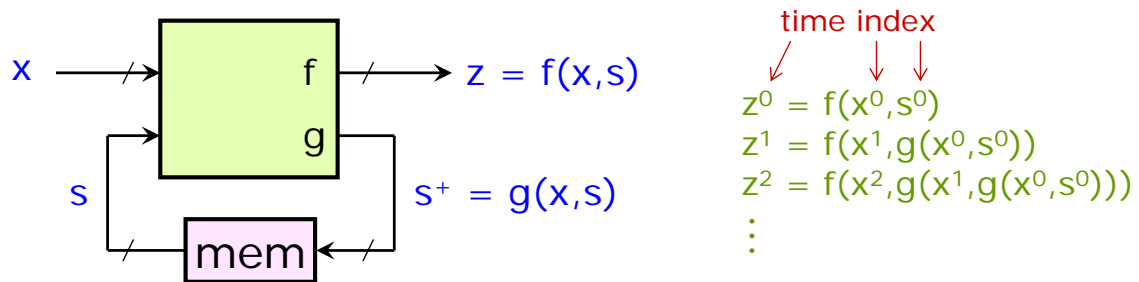 x
f
z = f(x,s)
g
s
s⁺ = g(x,s)
mem
time index
z⁰ = f(x⁰,s⁰)
z¹ = f(x¹,g(x⁰,s⁰))
z² = f(x²,g(x¹,g(x⁰,s⁰)))
⋮